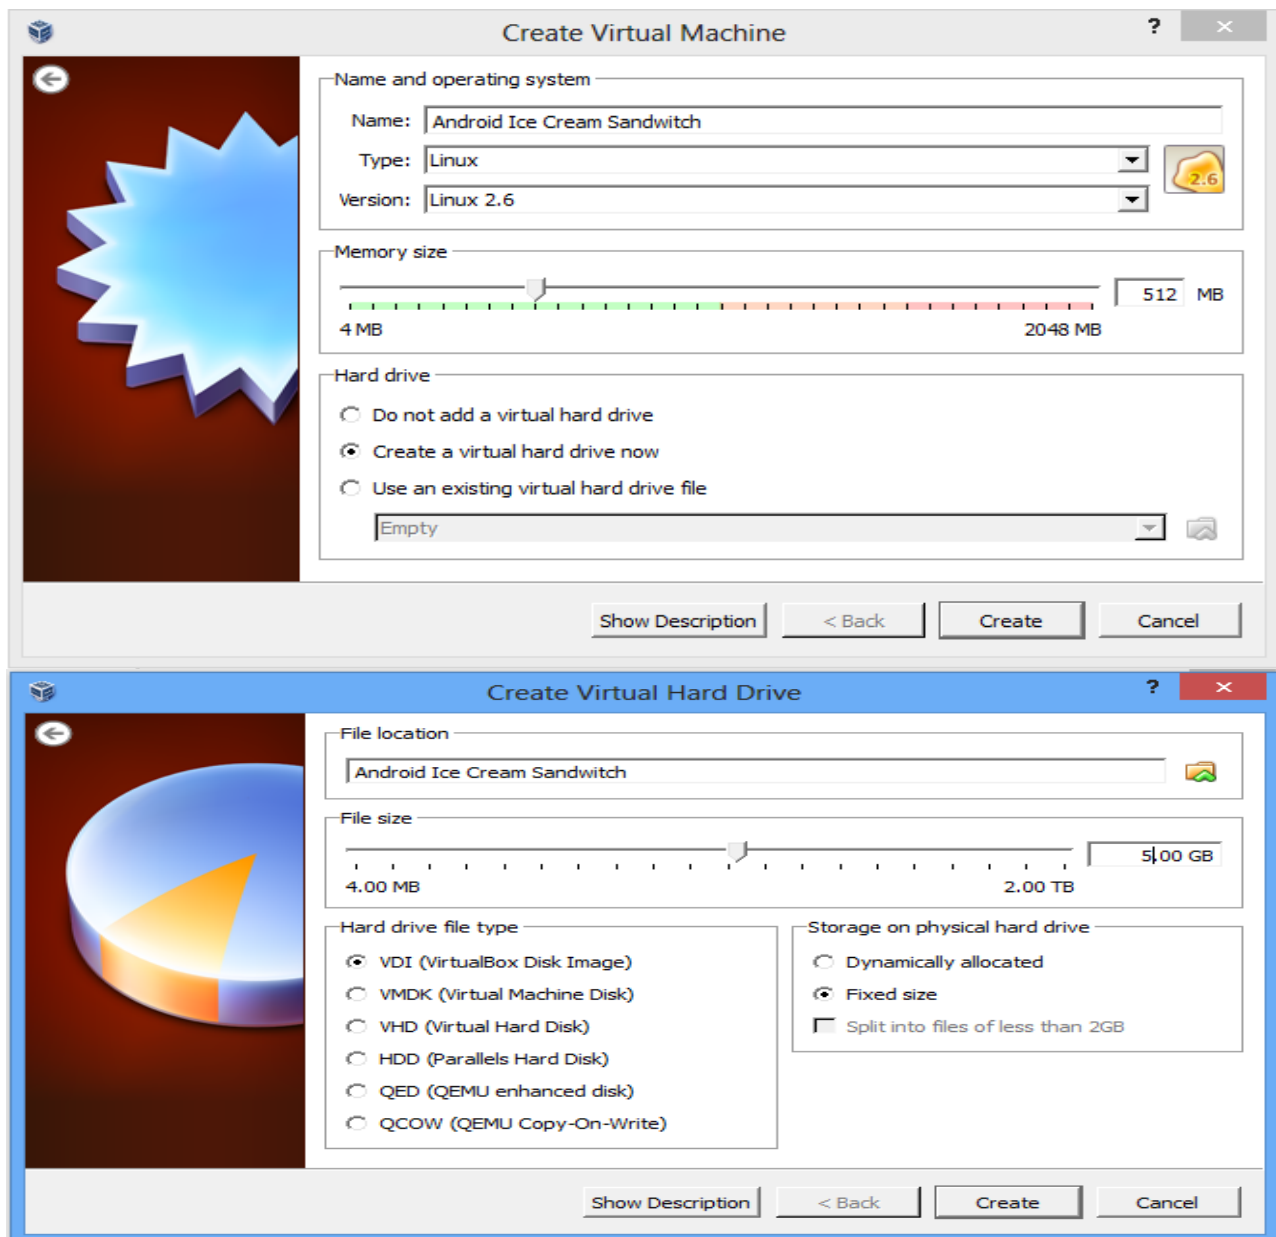 Create Virtual Machine
?
Name and operating system
Name: Android Ice Cream Sandwitch
Type: Linux
2.6
Version: Linux 2.6
Memory size
512 MB
4 MB 2048 MB
Hard drive
Do not add a virtual hard drive
Create a virtual hard drive now
Use an existing virtual hard drive file
Empty
Show Description < Back Create Cancel
Create Virtual Hard Drive
?
File location
Android Ice Cream Sandwitch
File size
5.00 GB
4.00 MB 2.00 TB
Hard drive file type Storage on physical hard drive
VDI (VirtualBox Disk Image) Dynamically allocated
VMDK (Virtual Machine Disk) Fixed size
VHD (Virtual Hard Disk) Split into files of less than 2GB
HDD (Parallels Hard Disk)
QED (QEMU enhanced disk)
QCOW (QEMU Copy-On-Write)
Show Description < Back Create Cancel